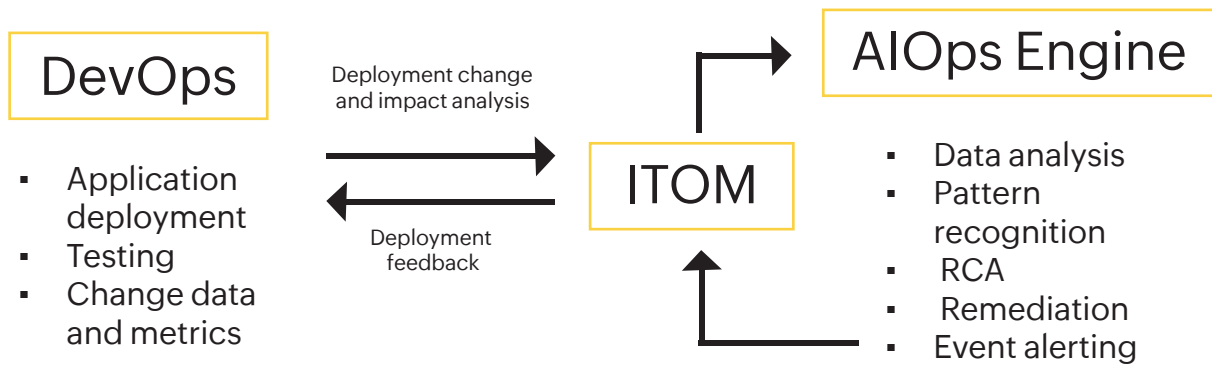 DevOps
▪ Application
deployment
▪ Testing
▪ Change data
and metrics
Deployment change
and impact analysis
Deployment
feedback
ITOM
AIOps Engine
▪ Data analysis
▪ Pattern
recognition
▪ RCA
▪ Remediation
▪ Event alerting